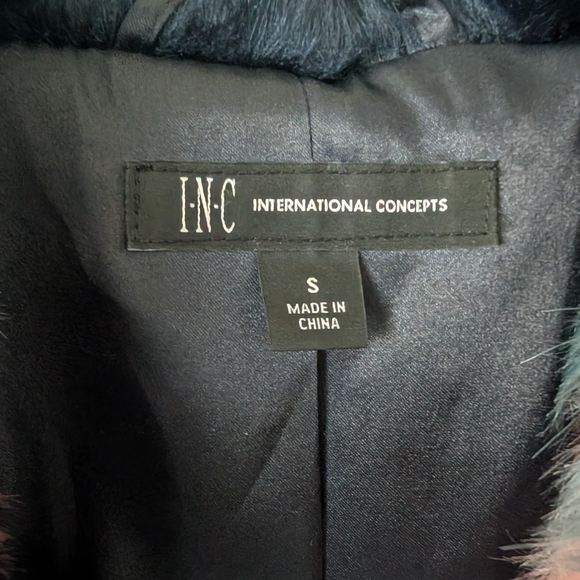 I·N·C INTERNATIONAL CONCEPTS
S
MADE IN
CHINA